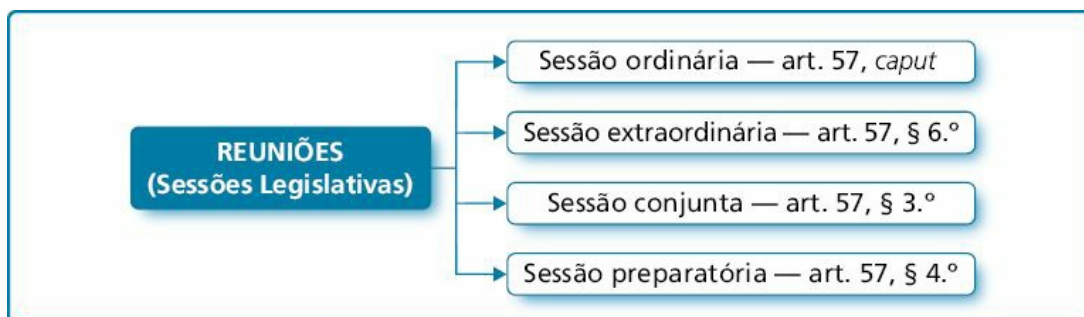 REUNIÕES
(Sessões Legislativas)
Sessão ordinária — art. 57, caput
Sessão extraordinária — art. 57, § 6.º
Sessão conjunta — art. 57, § 3.º
Sessão preparatória — art. 57, § 4.º